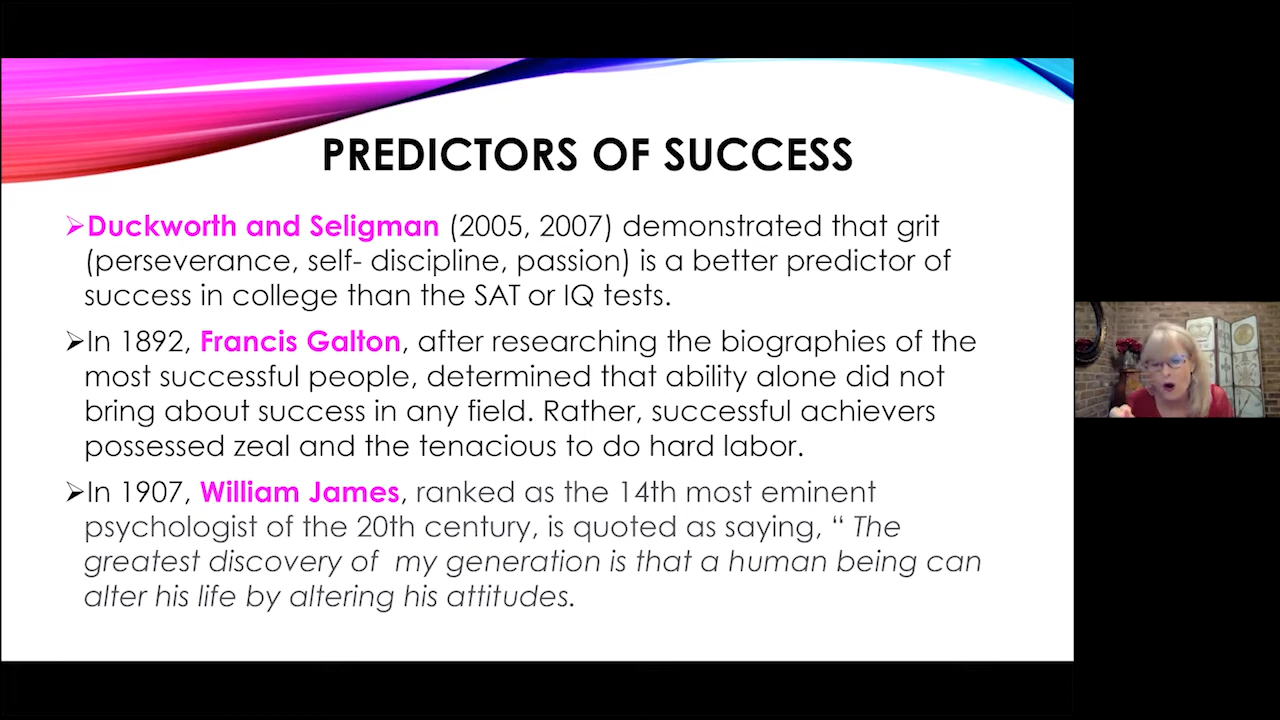 PREDICTORS OF SUCCESS
➢Duckworth and Seligman (2005, 2007) demonstrated that grit
(perseverance, self- discipline, passion) is a better predictor of
success in college than the SAT or IQ tests.
➢In 1892, Francis Galton, after researching the biographies of the
most successful people, determined that ability alone did not
bring about success in any field. Rather, successful achievers
possessed zeal and the tenacious to do hard labor.
➢In 1907, William James, ranked as the 14th most eminent
psychologist of the 20th century, is quoted as saying, “ The
greatest discovery of my generation is that a human being can
alter his life by altering his attitudes.